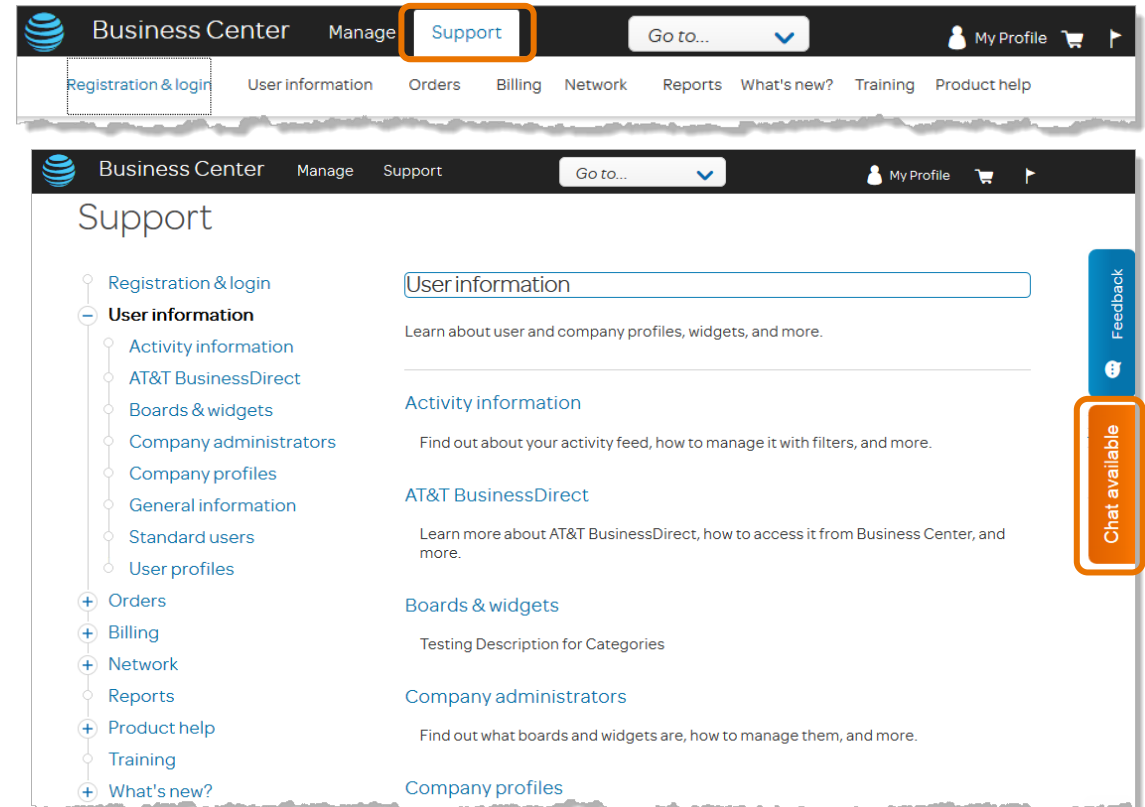 Business Center Manage Support Go to... My Profile
Registration & login User information Orders Billing Network Reports What's new? Training Product help
Business Center Manage Support Go to... My Profile
Support
Registration & login
User information
Activity information
AT&T BusinessDirect
Boards & widgets
Company administrators
Company profiles
General information
Standard users
User profiles
Orders
Billing
Network
Reports
Product help
Training
What's new?
User information
Learn about user and company profiles, widgets, and more.
Activity information
Find out about your activity feed, how to manage it with filters, and more.
AT&T BusinessDirect
Learn more about AT&T BusinessDirect, how to access it from Business Center, and
more.
Boards & widgets
Testing Description for Categories
Company administrators
Find out what boards and widgets are, how to manage them, and more.
Company profiles
Feedback
Chat available